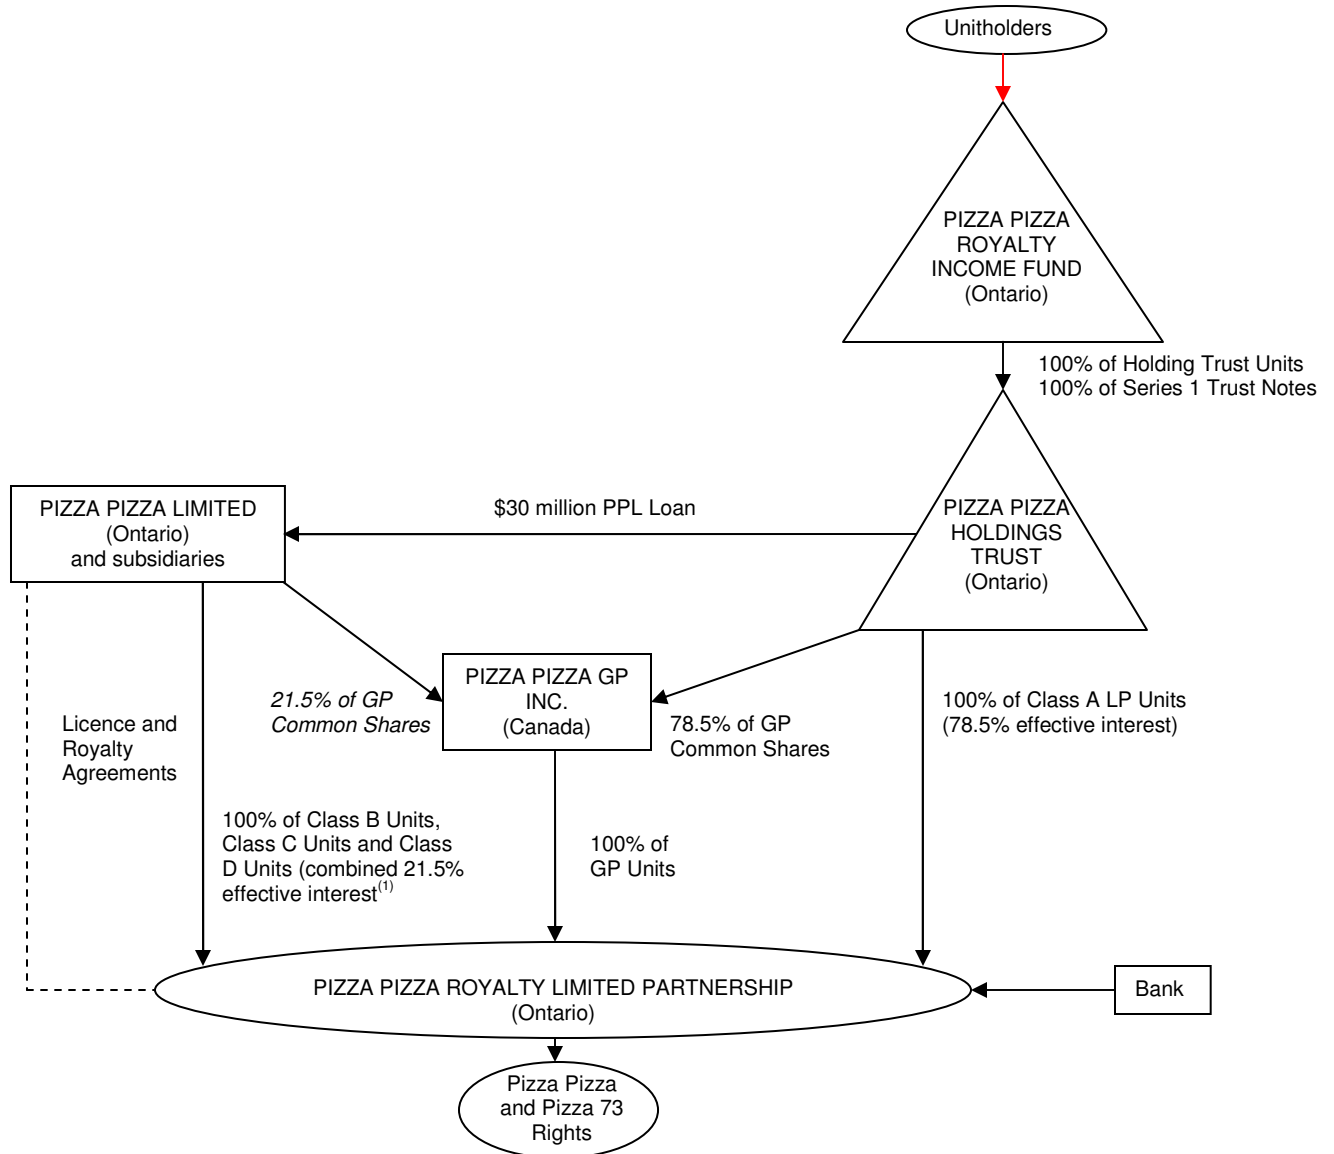 Unitholders
PIZZA PIZZA
ROYALTY
INCOME FUND
(Ontario)
100% of Holding Trust Units
100% of Series 1 Trust Notes
PIZZA PIZZA LIMITED
(Ontario)
and subsidiaries
$30 million PPL Loan
PIZZA PIZZA
HOLDINGS
TRUST
(Ontario)
PIZZA PIZZA GP
INC.
(Canada)
21.5% of GP
Common Shares
78.5% of GP
Common Shares
100% of Class A LP Units
(78.5% effective interest)
Licence and
Royalty
Agreements
100% of Class B Units,
Class C Units and Class
D Units (combined 21.5%
effective interest(1)
100% of
GP Units
PIZZA PIZZA ROYALTY LIMITED PARTNERSHIP
(Ontario)
Bank
Pizza Pizza
and Pizza 73
Rights